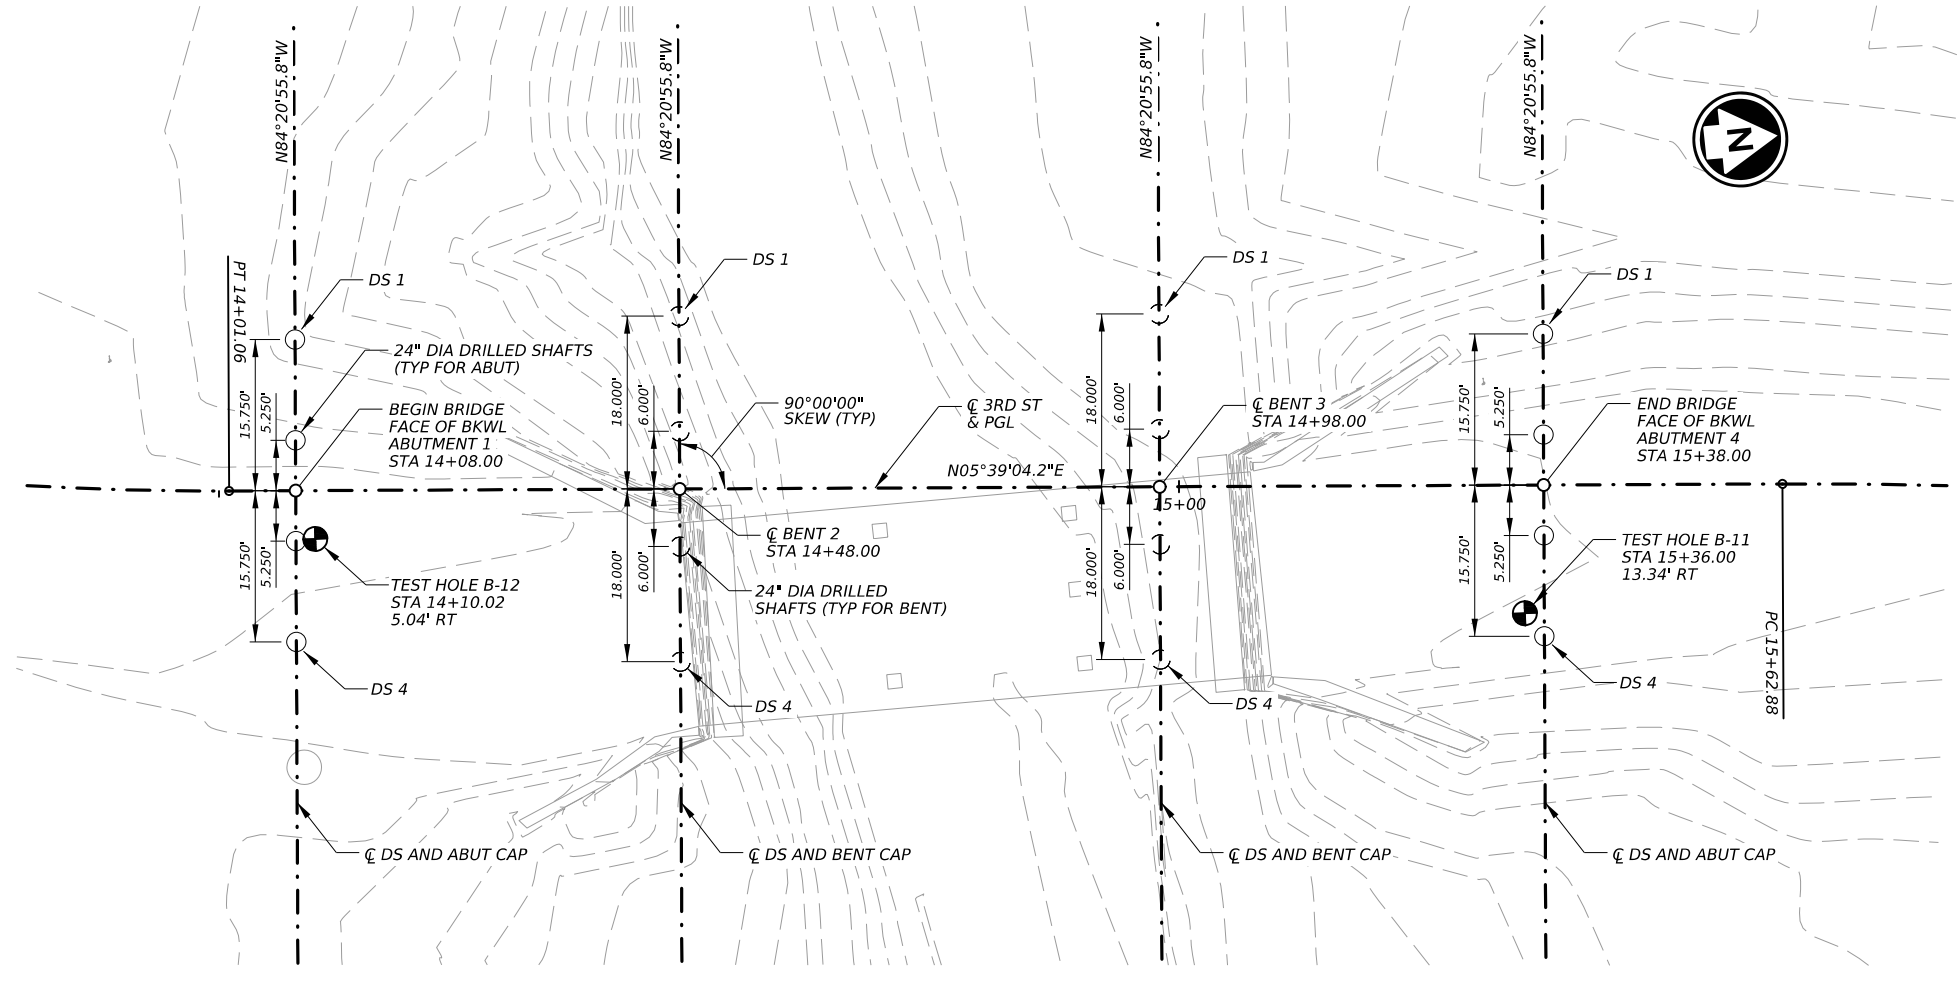 N84°20'55.8"W
N84°20'55.8"W
N84°20'55.8"W
N84°20'55.8"W
N
PT 14+01.06
DS 1
DS 1
DS 1
DS 1
24" DIA DRILLED SHAFTS
(TYP FOR ABUT)
BEGIN BRIDGE
FACE OF BKWL
ABUTMENT 1
STA 14+08.00
15.750'
5.250'
18.000'
6.000'
90°00'00"
SKEW (TYP)
℄ 3RD ST
& PGL
N05°39'04.2"E
18.000'
6.000'
℄ BENT 3
STA 14+98.00
15+00
15.750'
5.250'
END BRIDGE
FACE OF BKWL
ABUTMENT 4
STA 15+38.00
15.750'
5.250'
TEST HOLE B-12
STA 14+10.02
5.04' RT
18.000'
6.000'
℄ BENT 2
STA 14+48.00
24" DIA DRILLED
SHAFTS (TYP FOR BENT)
18.000'
6.000'
15.750'
5.250'
TEST HOLE B-11
STA 15+36.00
13.34' RT
PC 15+62.88
DS 4
DS 4
DS 4
DS 4
℄ DS AND ABUT CAP
℄ DS AND BENT CAP
℄ DS AND BENT CAP
℄ DS AND ABUT CAP